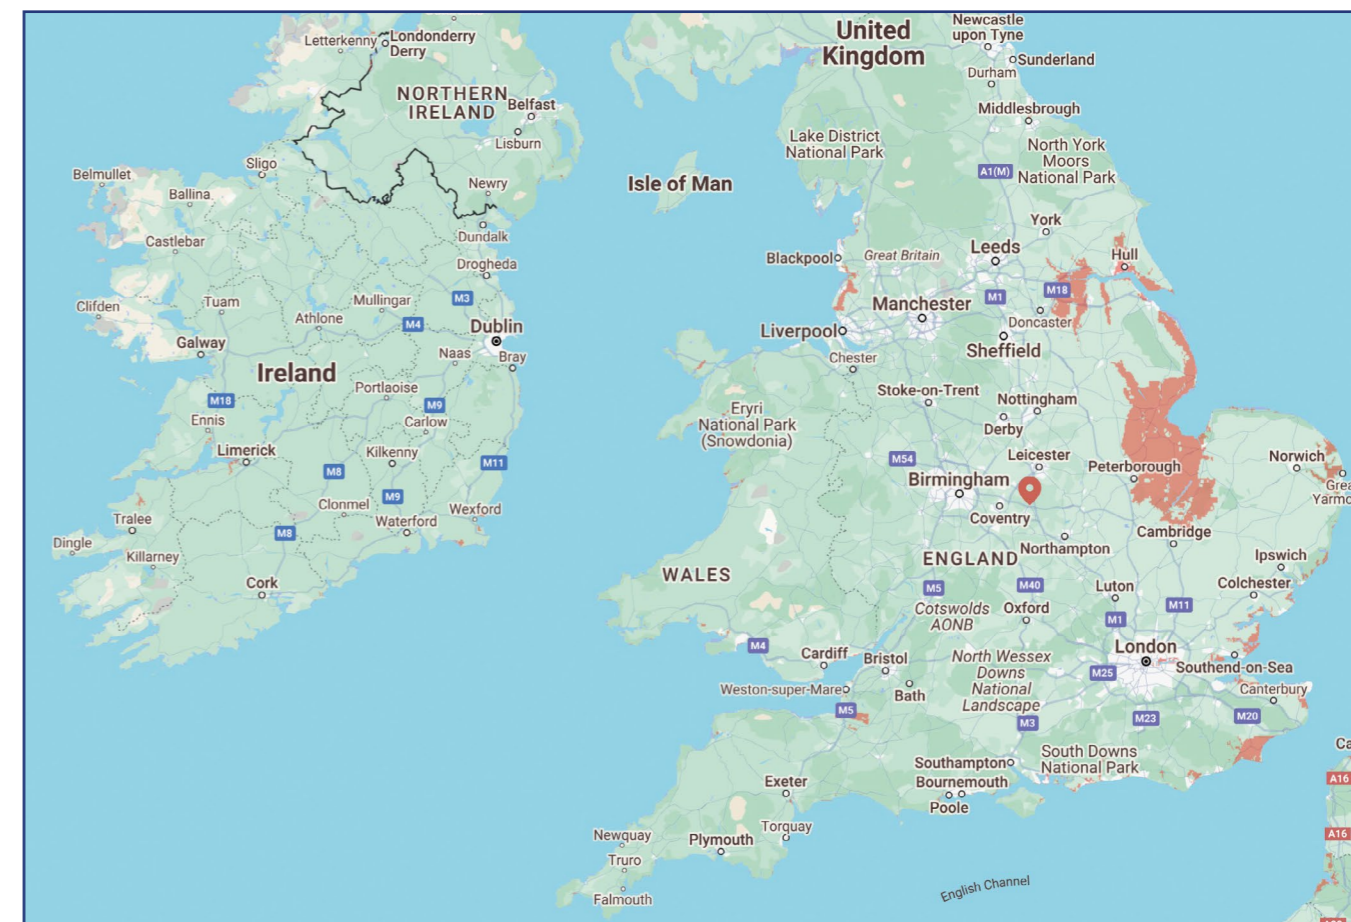 Letterkenny
Londonderry
Derry
NORTHERN
IRELAND
Belfast
Lisburn
Sligo
Belmullet
Ballina
Newry
Castlebar
Dundalk
Drogheda
Clifden
Tuam
Mullingar
M3
Athlone
M4
Dublin
Galway
Naas
Bray
Ireland
Portlaoise
M18
M9
Ennis
Carlow
Limerick
Kilkenny
M11
M8
M9
Clonmel
Wexford
Tralee
Waterford
Dingle
M8
Killarney
Cork
United
Kingdom
Newcastle
upon Tyne
Sunderland
Durham
Middlesbrough
Lake District
National Park
North York
Moors
National Park
A1(M)
Isle of Man
York
Blackpool
Great Britain
Leeds
Hull
M18
M1
Manchester
Doncaster
Liverpool
Sheffield
Chester
Stoke-on-Trent
Nottingham
Derby
Eryri
National Park
(Snowdonia)
M54
Leicester
Peterborough
Norwich
Birmingham
Grea
Yarmo
Coventry
Cambridge
Northampton
ENGLAND
Ipswich
WALES
M5
M40
Luton
Colchester
Cotswolds
AONB
Oxford
M11
M1
M4
Cardiff
Bristol
North Wessex
Downs
National
Landscape
London
Southend-on-Sea
M25
Weston-super-Mare
Bath
Canterbury
M5
M3
M23
M20
South Downs
National Park
Ca
Southampton
Bournemouth
Poole
Exeter
A16
Newquay
Plymouth
Torquay
A16
Truro
Falmouth
English Channel